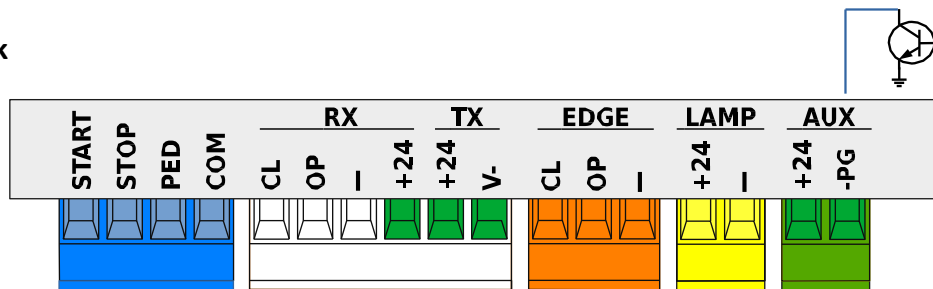 k
RX TX EDGE LAMP AUX
START STOP PED COM CL OP — +24 +24 V- CL OP — +24 — +24 -PG